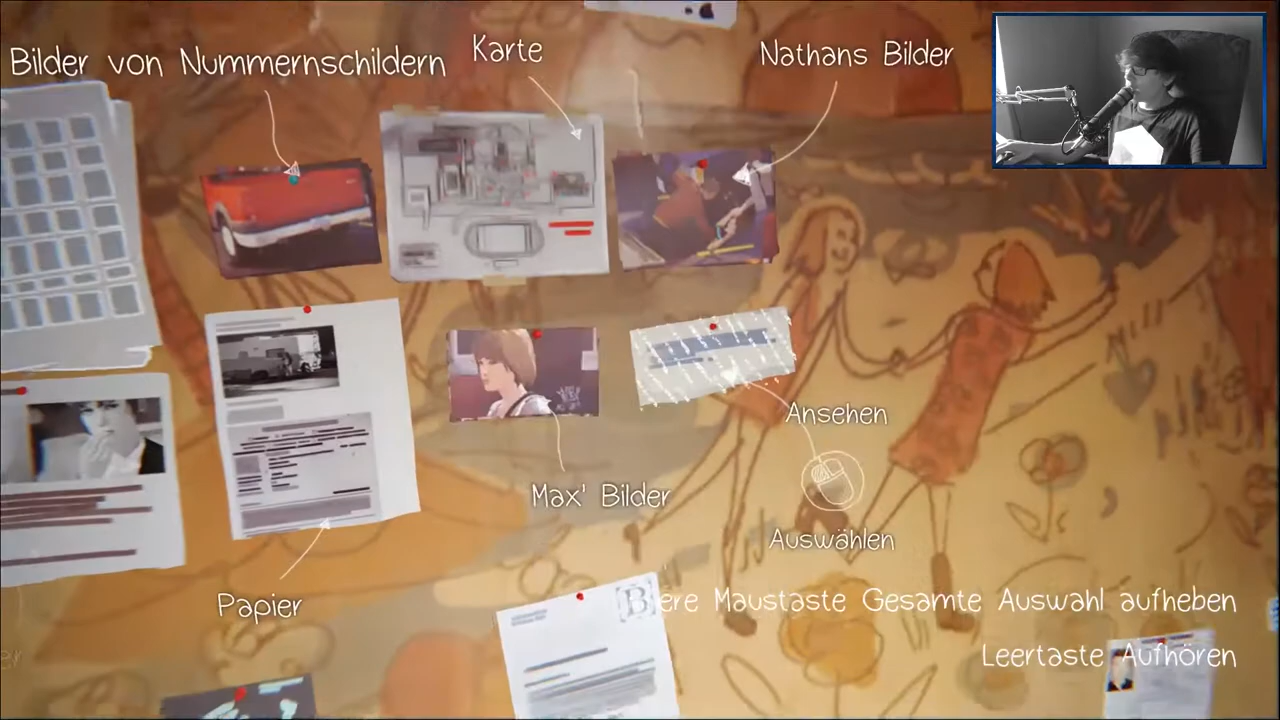 Bilder von Nummernschildern
Karte
Nathans Bilder
Ansehen
Max' Bilder
Auswählen
Papier
B
ere Maustaste Gesamte Auswahl aufheben
Leertaste Aufhören